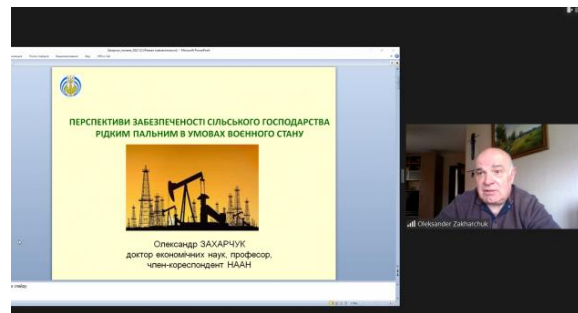 ПЕРСПЕКТИВИ ЗАБЕЗПЕЧЕНОСТІ СІЛЬСЬКОГО ГОСПОДАРСТВА
РІДКИМ ПАЛЬНИМ В УМОВАХ ВОЄННОГО СТАНУ
Олександр ЗАХАРЧУК
доктор економічних наук, професор,
член-кореспондент НААН
Oleksander Zakharchuk